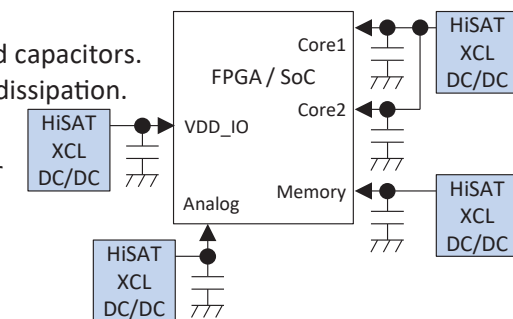 d capacitors.
dissipation.
r
FPGA / SoC
Core1
Core2
VDD_IO
Memory
Analog
HiSAT
XCL
DC/DC
HiSAT
XCL
DC/DC
HiSAT
XCL
DC/DC
HiSAT
XCL
DC/DC